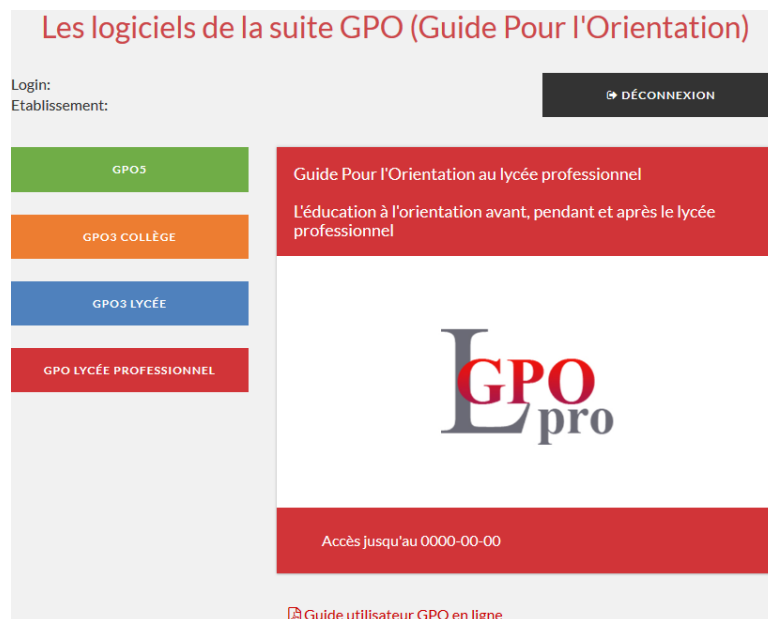 Les logiciels de la suite GPO (Guide Pour l'Orientation)
Login:
Etablissement:
DÉCONNEXION
GPO5
GPO3 COLLÈGE
GPO3 LYCÉE
GPO LYCÉE PROFESSIONNEL
Guide Pour l'Orientation au lycée professionnel
L'éducation à l'orientation avant, pendant et après le lycée
professionnel
L GPO
pro
Accès jusqu'au 0000-00-00
Guide utilisateur GPO en ligne